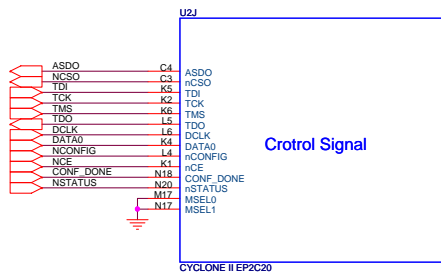 U2J
ASDO C4 ASDO
NCSO C3 nCSO
TDI K5 TDI
TCK K2 TCK
TMS K6 TMS
TDO L5 TDO
DCLK L6 DCLK
DATA0 K4 DATA0
NCONFIG L4 nCONFIG
NCE K1 nCE
CONF_DONE N18 CONF_DONE
NSTATUS N20 nSTATUS
M17 MSEL0
N17 MSEL1
Crotrol Signal
CYCLONE II EP2C20